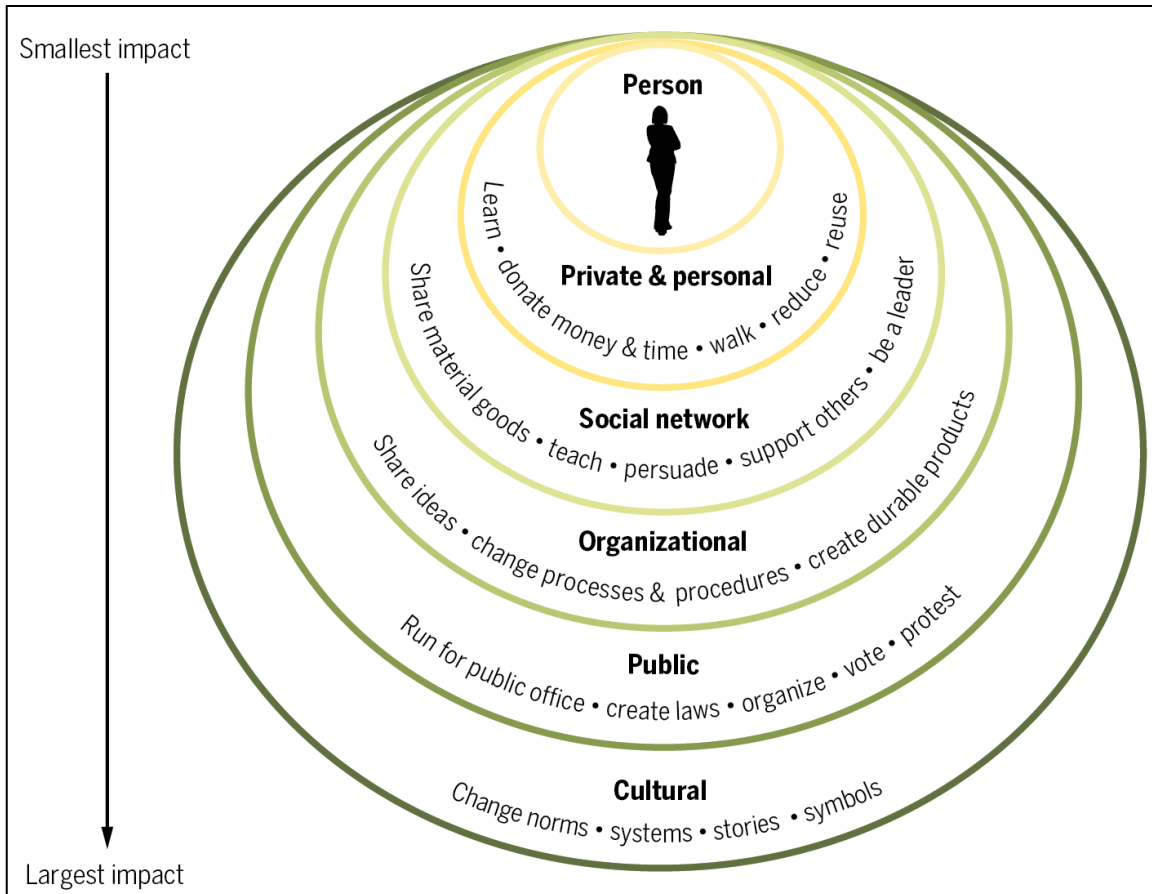 Smallest impact
Person
Private & personal
Learn • donate money & time • walk • reduce • reuse
Social network
Share material goods • teach • persuade • support others • be a leader
Organizational
Share ideas • change processes & procedures • create durable products
Public
Run for public office • create laws • organize • vote • protest
Cultural
Change norms • systems • stories • symbols
Largest impact